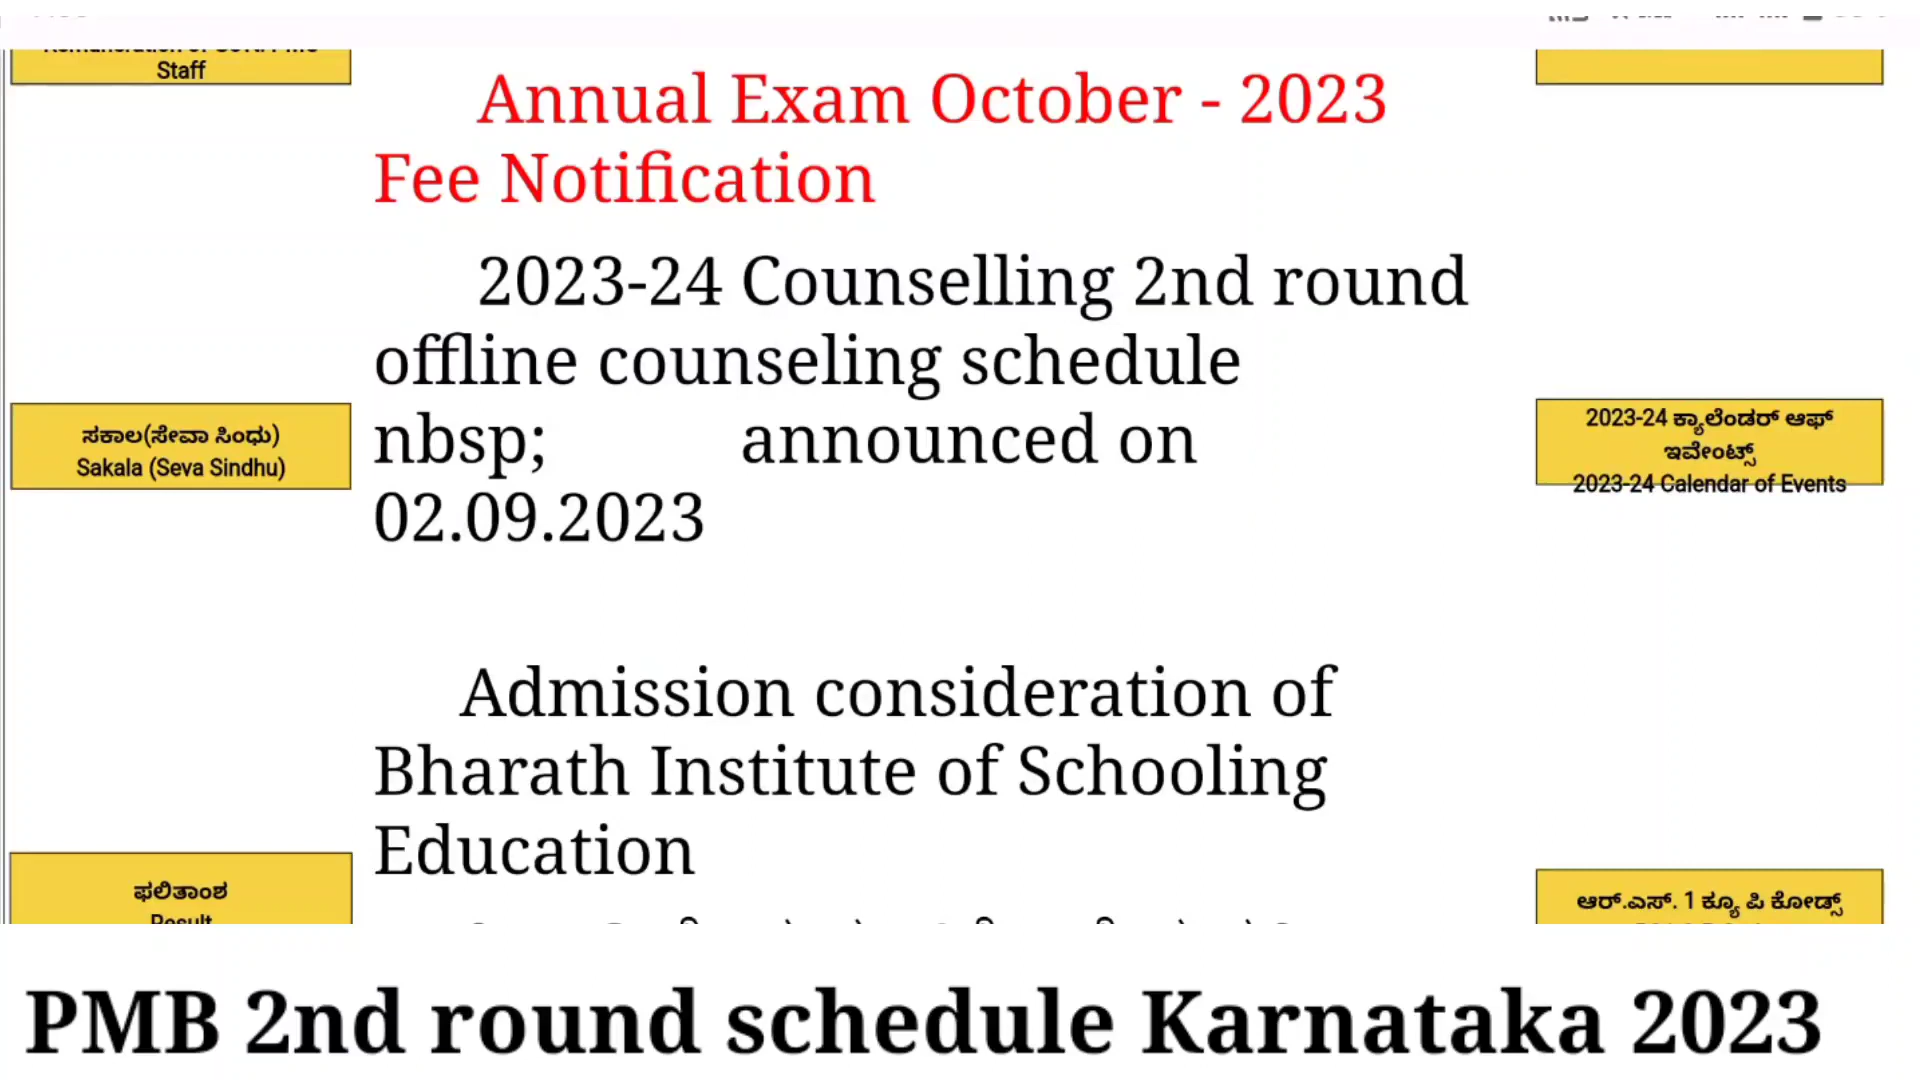 Staff
Annual Exam October - 2023
Fee Notification
2023-24 Counselling 2nd round
offline counseling schedule
nbsp; announced on
02.09.2023
ಸಕಾಲ(ಸೇವಾ ಸಿಂಧು)
Sakala (Seva Sindhu)
2023-24 ಕ್ಯಾಲೆಂಡರ್ ಆಫ್
ಇವೇಂಟ್ಸ್
2023-24 Calendar of Events
Admission consideration of
Bharath Institute of Schooling
Education
ಫಲಿತಾಂಶ
Result
ಆರ್.ಎಸ್. 1 ಕ್ಯೂ ಪಿ ಕೋಡ್ಸ್
PMB 2nd round schedule Karnataka 2023